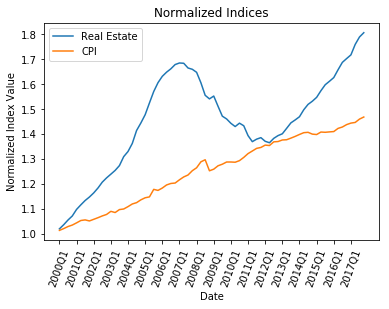 Normalized Indices
Real Estate
CPI
Normalized Index Value
1.8
1.7
1.6
1.5
1.4
1.3
1.2
1.1
1.0
2000Q1
2001Q1
2002Q1
2003Q1
2004Q1
2005Q1
2006Q1
2007Q1
2008Q1
2009Q1
2010Q1
2011Q1
2012Q1
2013Q1
2014Q1
2015Q1
2016Q1
2017Q1
Date